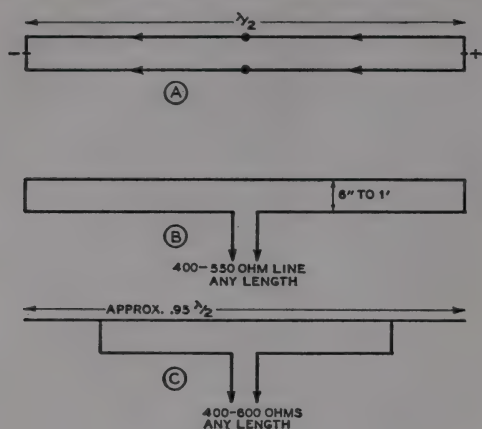 λ/2
- +
A
6" TO 1'
B
400-550 OHM LINE
ANY LENGTH
APPROX. .95 λ/2
C
400-600 OHMS
ANY LENGTH